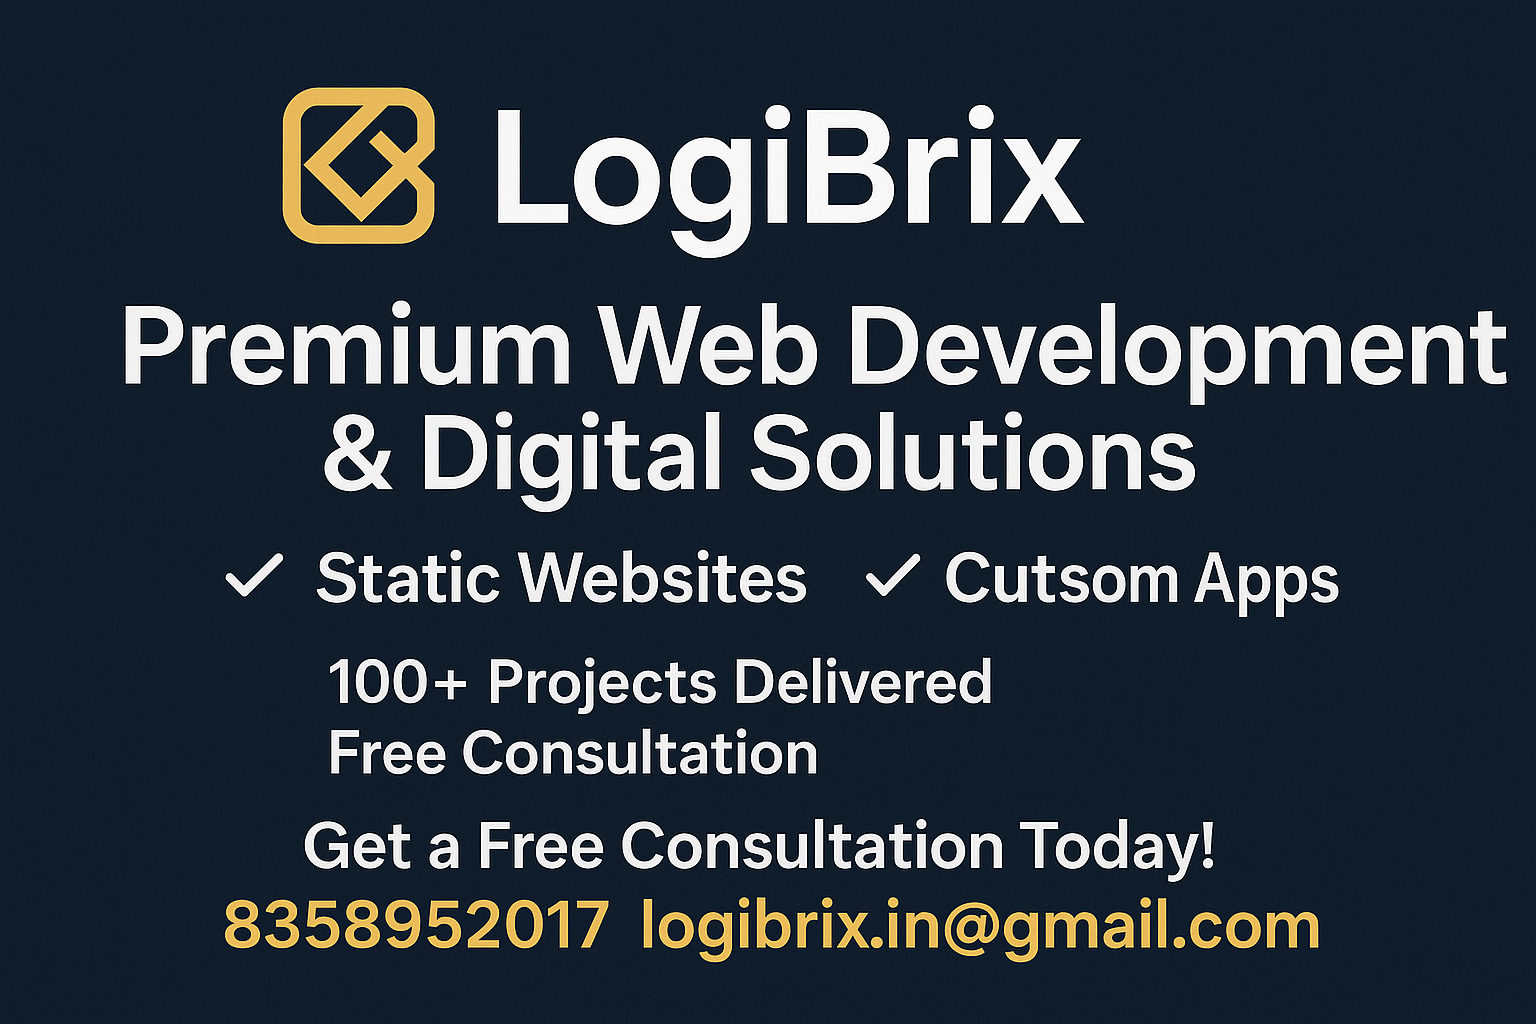 LogiBrix
Premium Web Development
& Digital Solutions
✓ Static Websites ✓ Cutsom Apps
100+ Projects Delivered
Free Consultation
Get a Free Consultation Today!
8358952017 logibrix.in@gmail.com